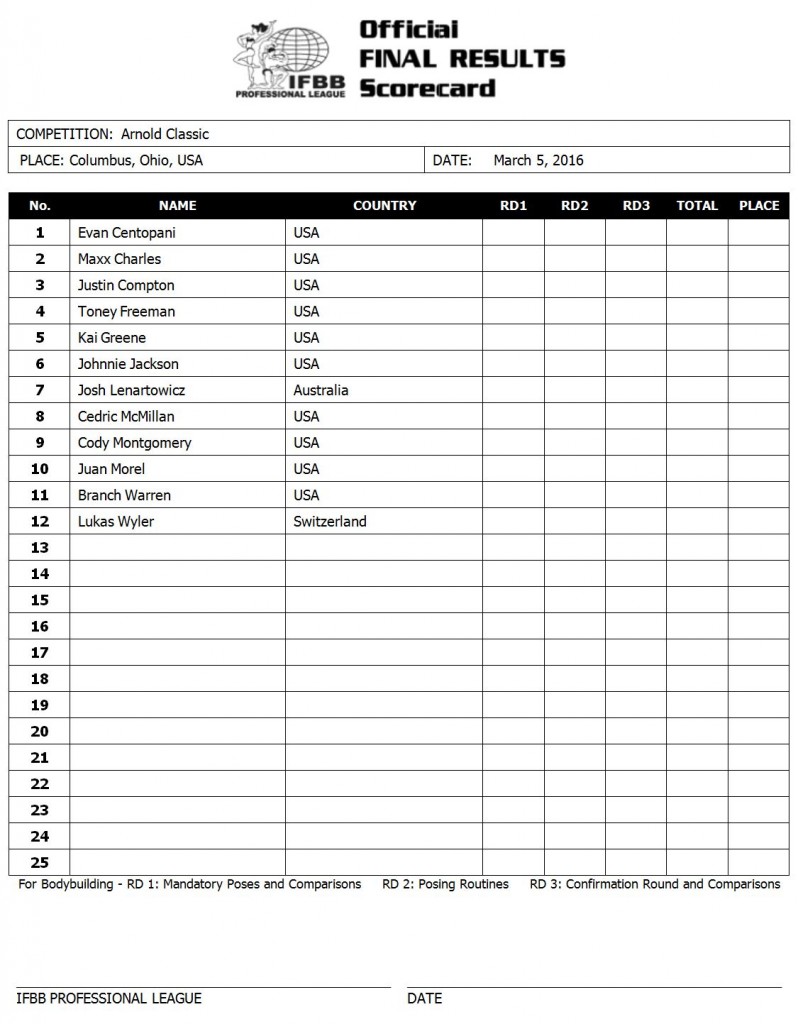 Official
FINAL RESULTS
Scorecard
IFBB
PROFESSIONAL LEAGUE
COMPETITION: Arnold Classic
PLACE: Columbus, Ohio, USA DATE: March 5, 2016
No. NAME COUNTRY RD1 RD2 RD3 TOTAL PLACE
1 Evan Centopani USA
2 Maxx Charles USA
3 Justin Compton USA
4 Toney Freeman USA
5 Kai Greene USA
6 Johnnie Jackson USA
7 Josh Lenartowicz Australia
8 Cedric McMillan USA
9 Cody Montgomery USA
10 Juan Morel USA
11 Branch Warren USA
12 Lukas Wyler Switzerland
13
14
15
16
17
18
19
20
21
22
23
24
25
For Bodybuilding - RD 1: Mandatory Poses and Comparisons RD 2: Posing Routines RD 3: Confirmation Round and Comparisons
IFBB PROFESSIONAL LEAGUE DATE